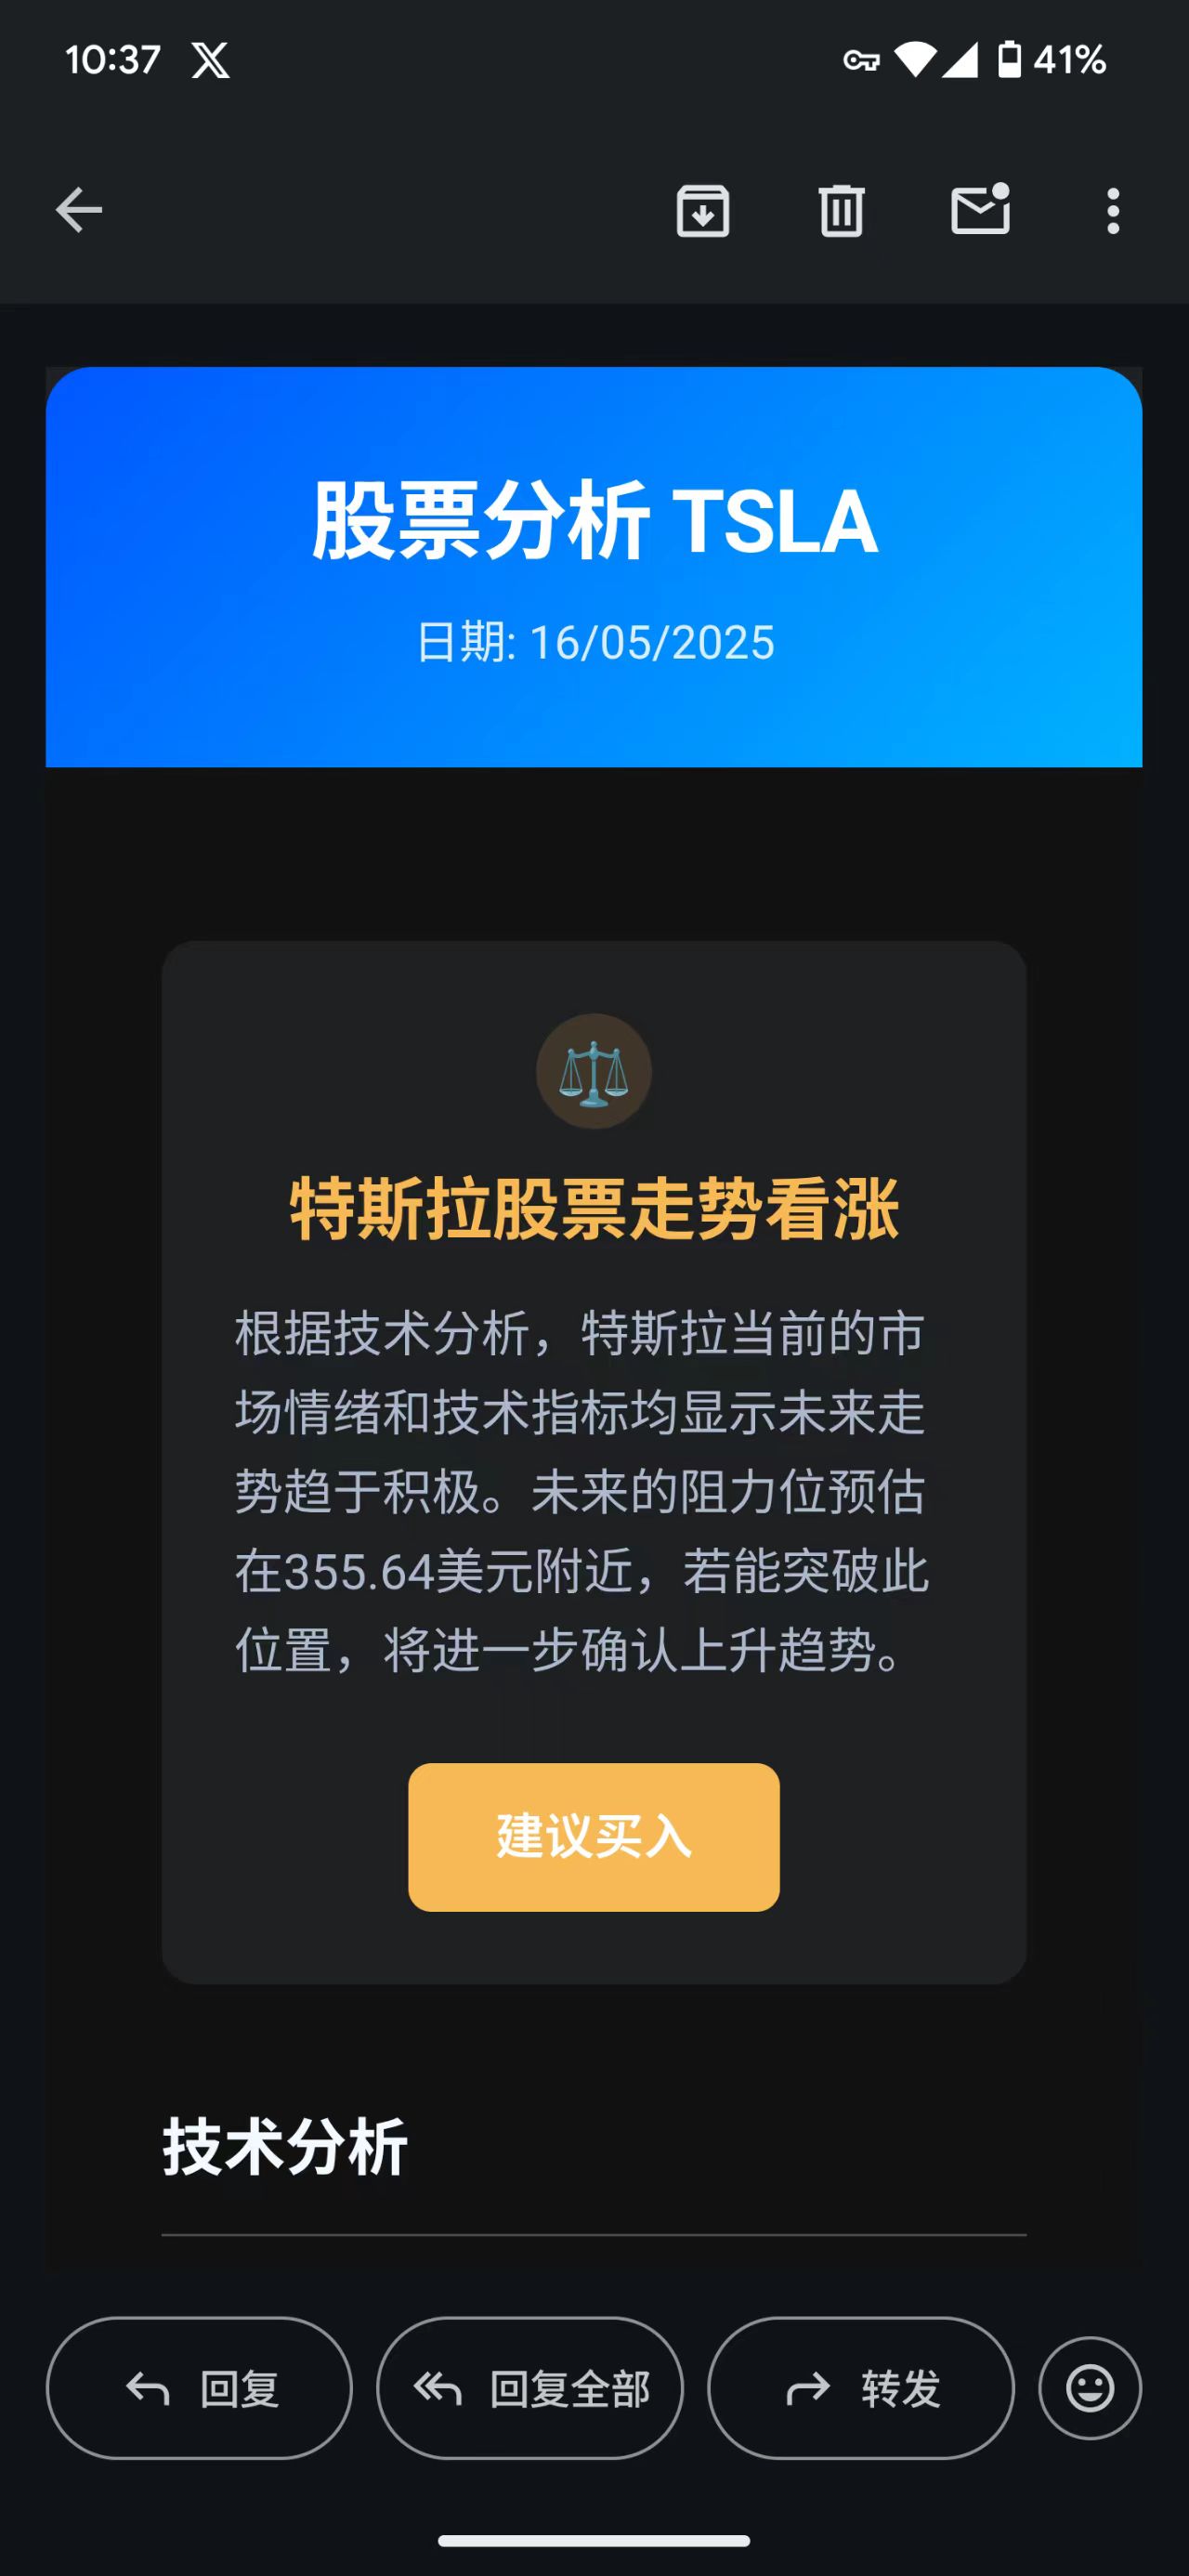 10:37
41%
股票分析 TSLA
日期: 16/05/2025
特斯拉股票走势看涨
根据技术分析，特斯拉当前的市
场情绪和技术指标均显示未来走
势趋于积极。未来的阻力位预估
在355.64美元附近，若能突破此
位置，将进一步确认上升趋势。
建议买入
技术分析
回复
回复全部
转发